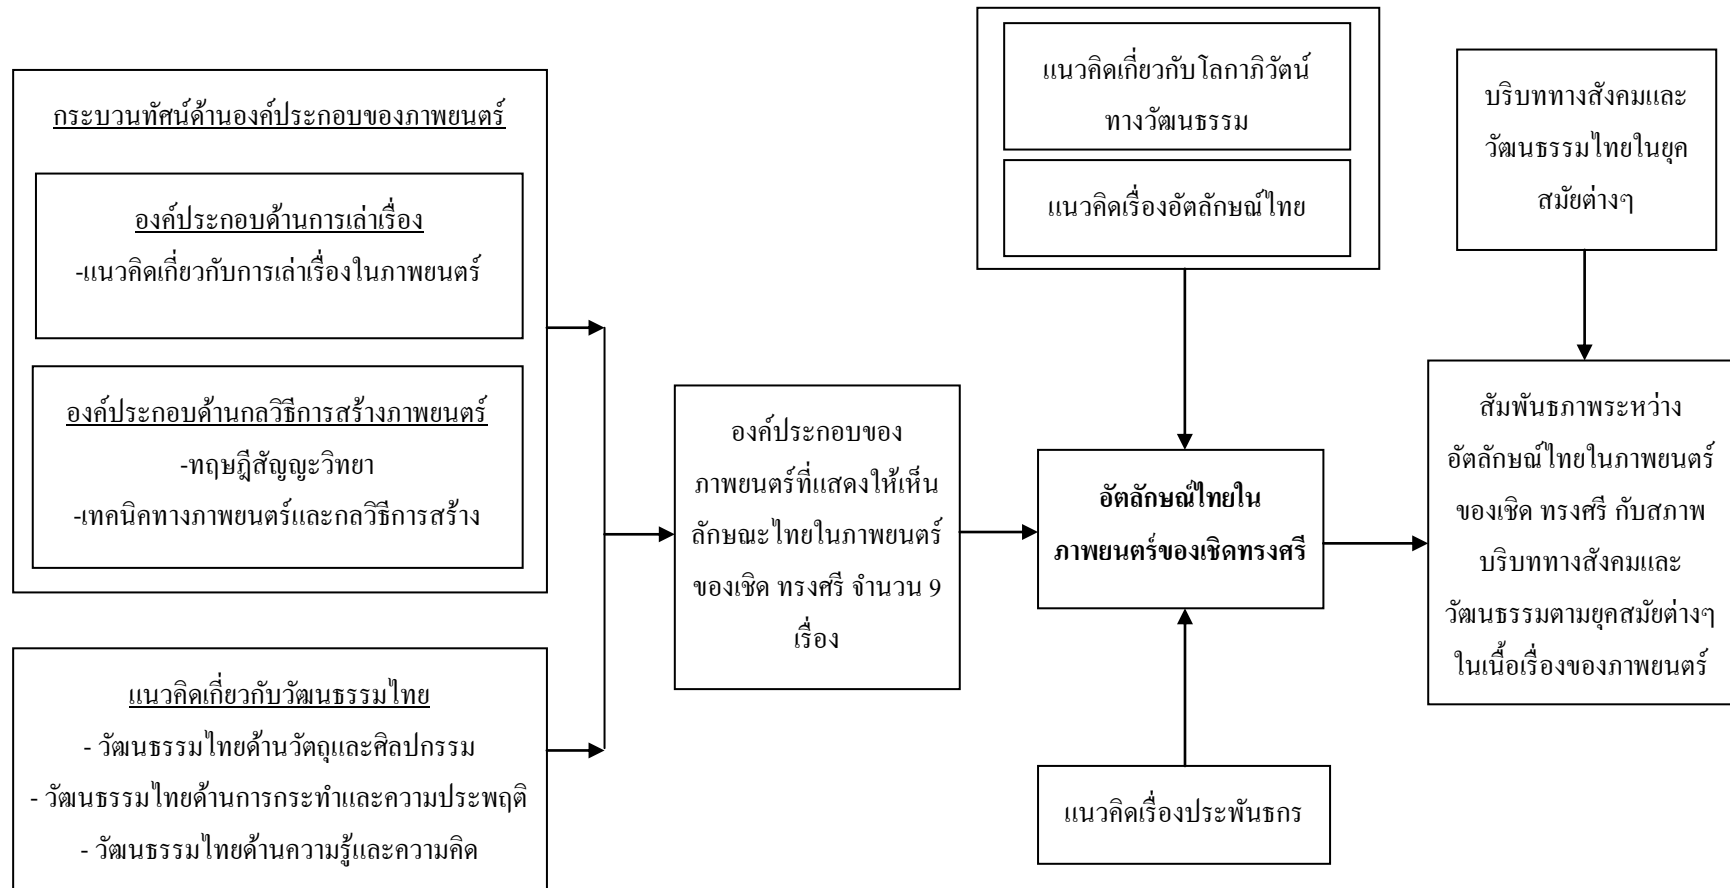 กระบวนทัศน์ด้านองค์ประกอบของภาพยนตร์
องค์ประกอบด้านการเล่าเรื่อง
-แนวคิดเกี่ยวกับการเล่าเรื่องในภาพยนตร์
องค์ประกอบด้านกลวิธีการสร้างภาพยนตร์
-ทฤษฎีสัญญะวิทยา
-เทคนิคทางภาพยนตร์และกลวิธีการสร้าง
แนวคิดเกี่ยวกับวัฒนธรรมไทย
- วัฒนธรรมไทยด้านวัตถุและศิลปกรรม
- วัฒนธรรมไทยด้านการกระทำและความประพฤติ
- วัฒนธรรมไทยด้านความรู้และความคิด
องค์ประกอบของ
ภาพยนตร์ที่แสดงให้เห็น
ลักษณะไทยในภาพยนตร์
ของเชิด ทรงศรี จำนวน 9
เรื่อง
แนวคิดเกี่ยวกับโลกาภิวัตน์
ทางวัฒนธรรม
แนวคิดเรื่องอัตลักษณ์ไทย
อัตลักษณ์ไทยใน
ภาพยนตร์ของเชิดทรงศรี
แนวคิดเรื่องประพันธกร
บริบททางสังคมและ
วัฒนธรรมไทยในยุค
สมัยต่างๆ
สัมพันธภาพระหว่าง
อัตลักษณ์ไทยในภาพยนตร์
ของเชิด ทรงศรี กับสภาพ
บริบททางสังคมและ
วัฒนธรรมตามยุคสมัยต่างๆ
ในเนื้อเรื่องของภาพยนตร์